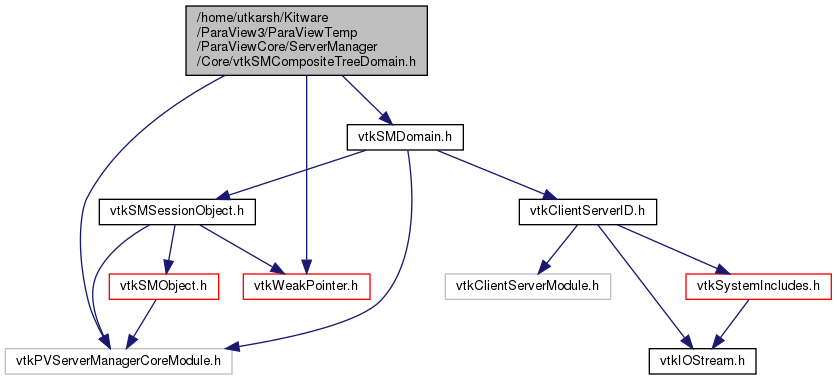 /home/utkarsh/Kitware
/ParaView3/ParaViewTemp
/ParaViewCore/ServerManager
/Core/vtkSMCompositeTreeDomain.h
vtkSMDomain.h
vtkSMSessionObject.h
vtkClientServerID.h
vtkSMObject.h
vtkWeakPointer.h
vtkClientServerModule.h
vtkSystemIncludes.h
vtkPVServerManagerCoreModule.h
vtkIOStream.h